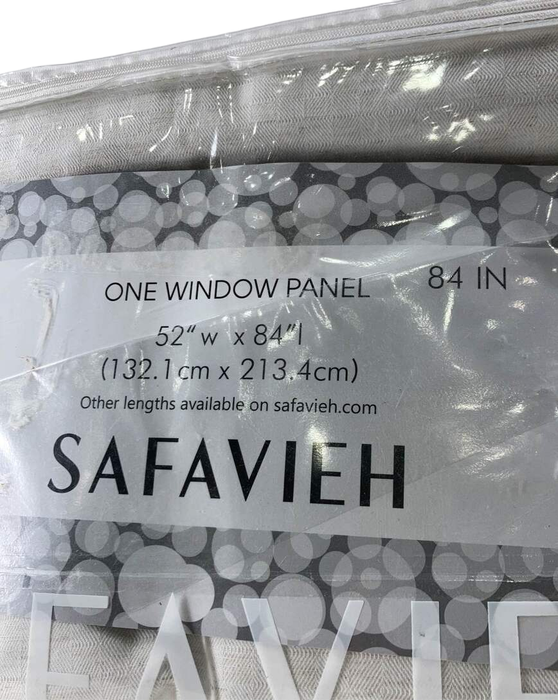 ONE WINDOW PANEL 84 IN
52"w x 84"l
(132.1cm x 213.4cm)
Other lengths available on safavieh.com
SAFAVIEH